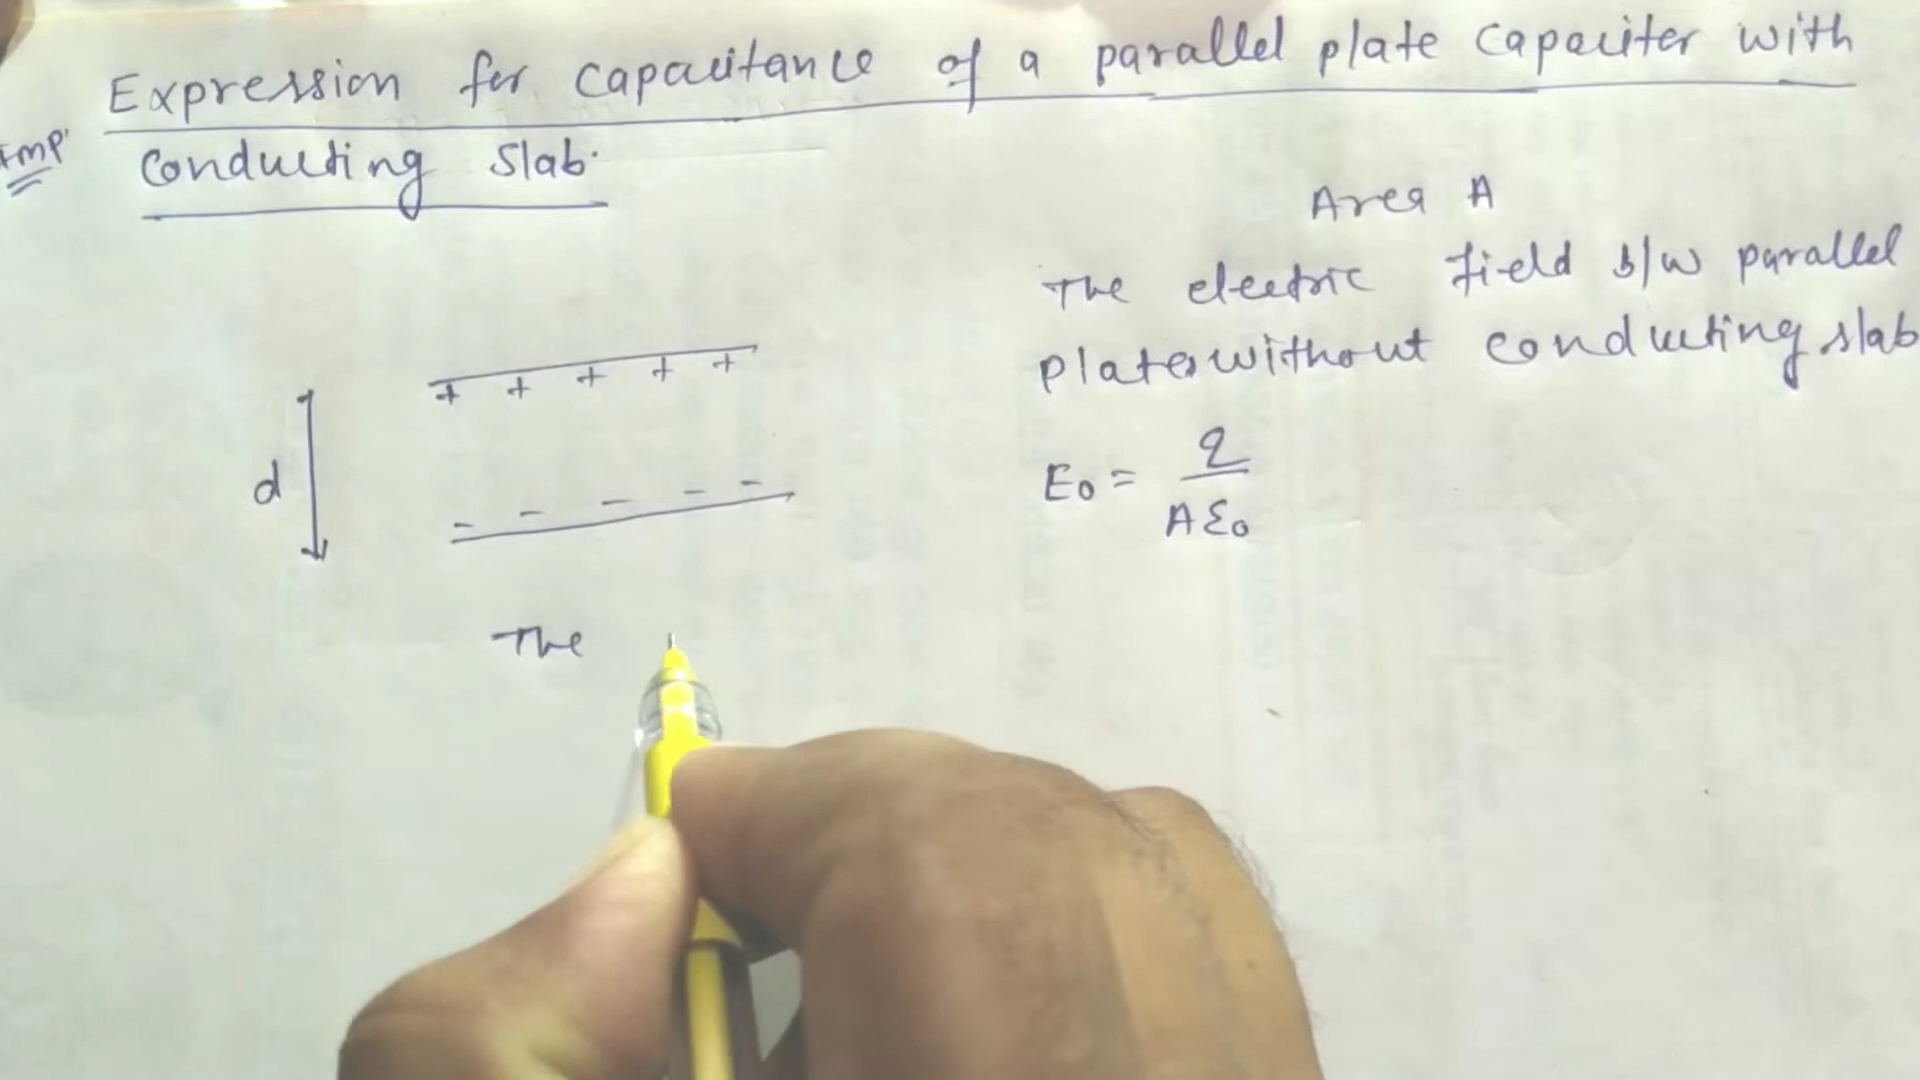 Expression for capacitance of a parallel plate capaciter with
Conducting Slab.
Imp.
Area A
The electric field b/w parallel
plates without conducting slab
E0 = q / Aε0
+ + + + +
d
- - - - -
The